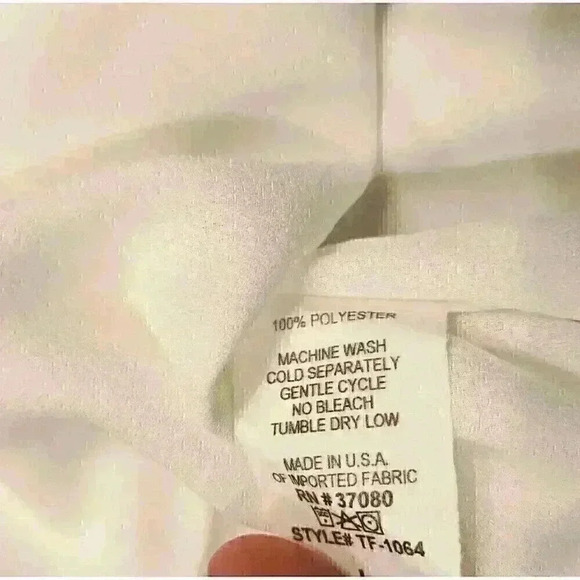 100% POLYESTER
MACHINE WASH
COLD SEPARATELY
GENTLE CYCLE
NO BLEACH
TUMBLE DRY LOW
MADE IN U.S.A.
OF IMPORTED FABRIC
RN # 37080
STYLE# TF-1064